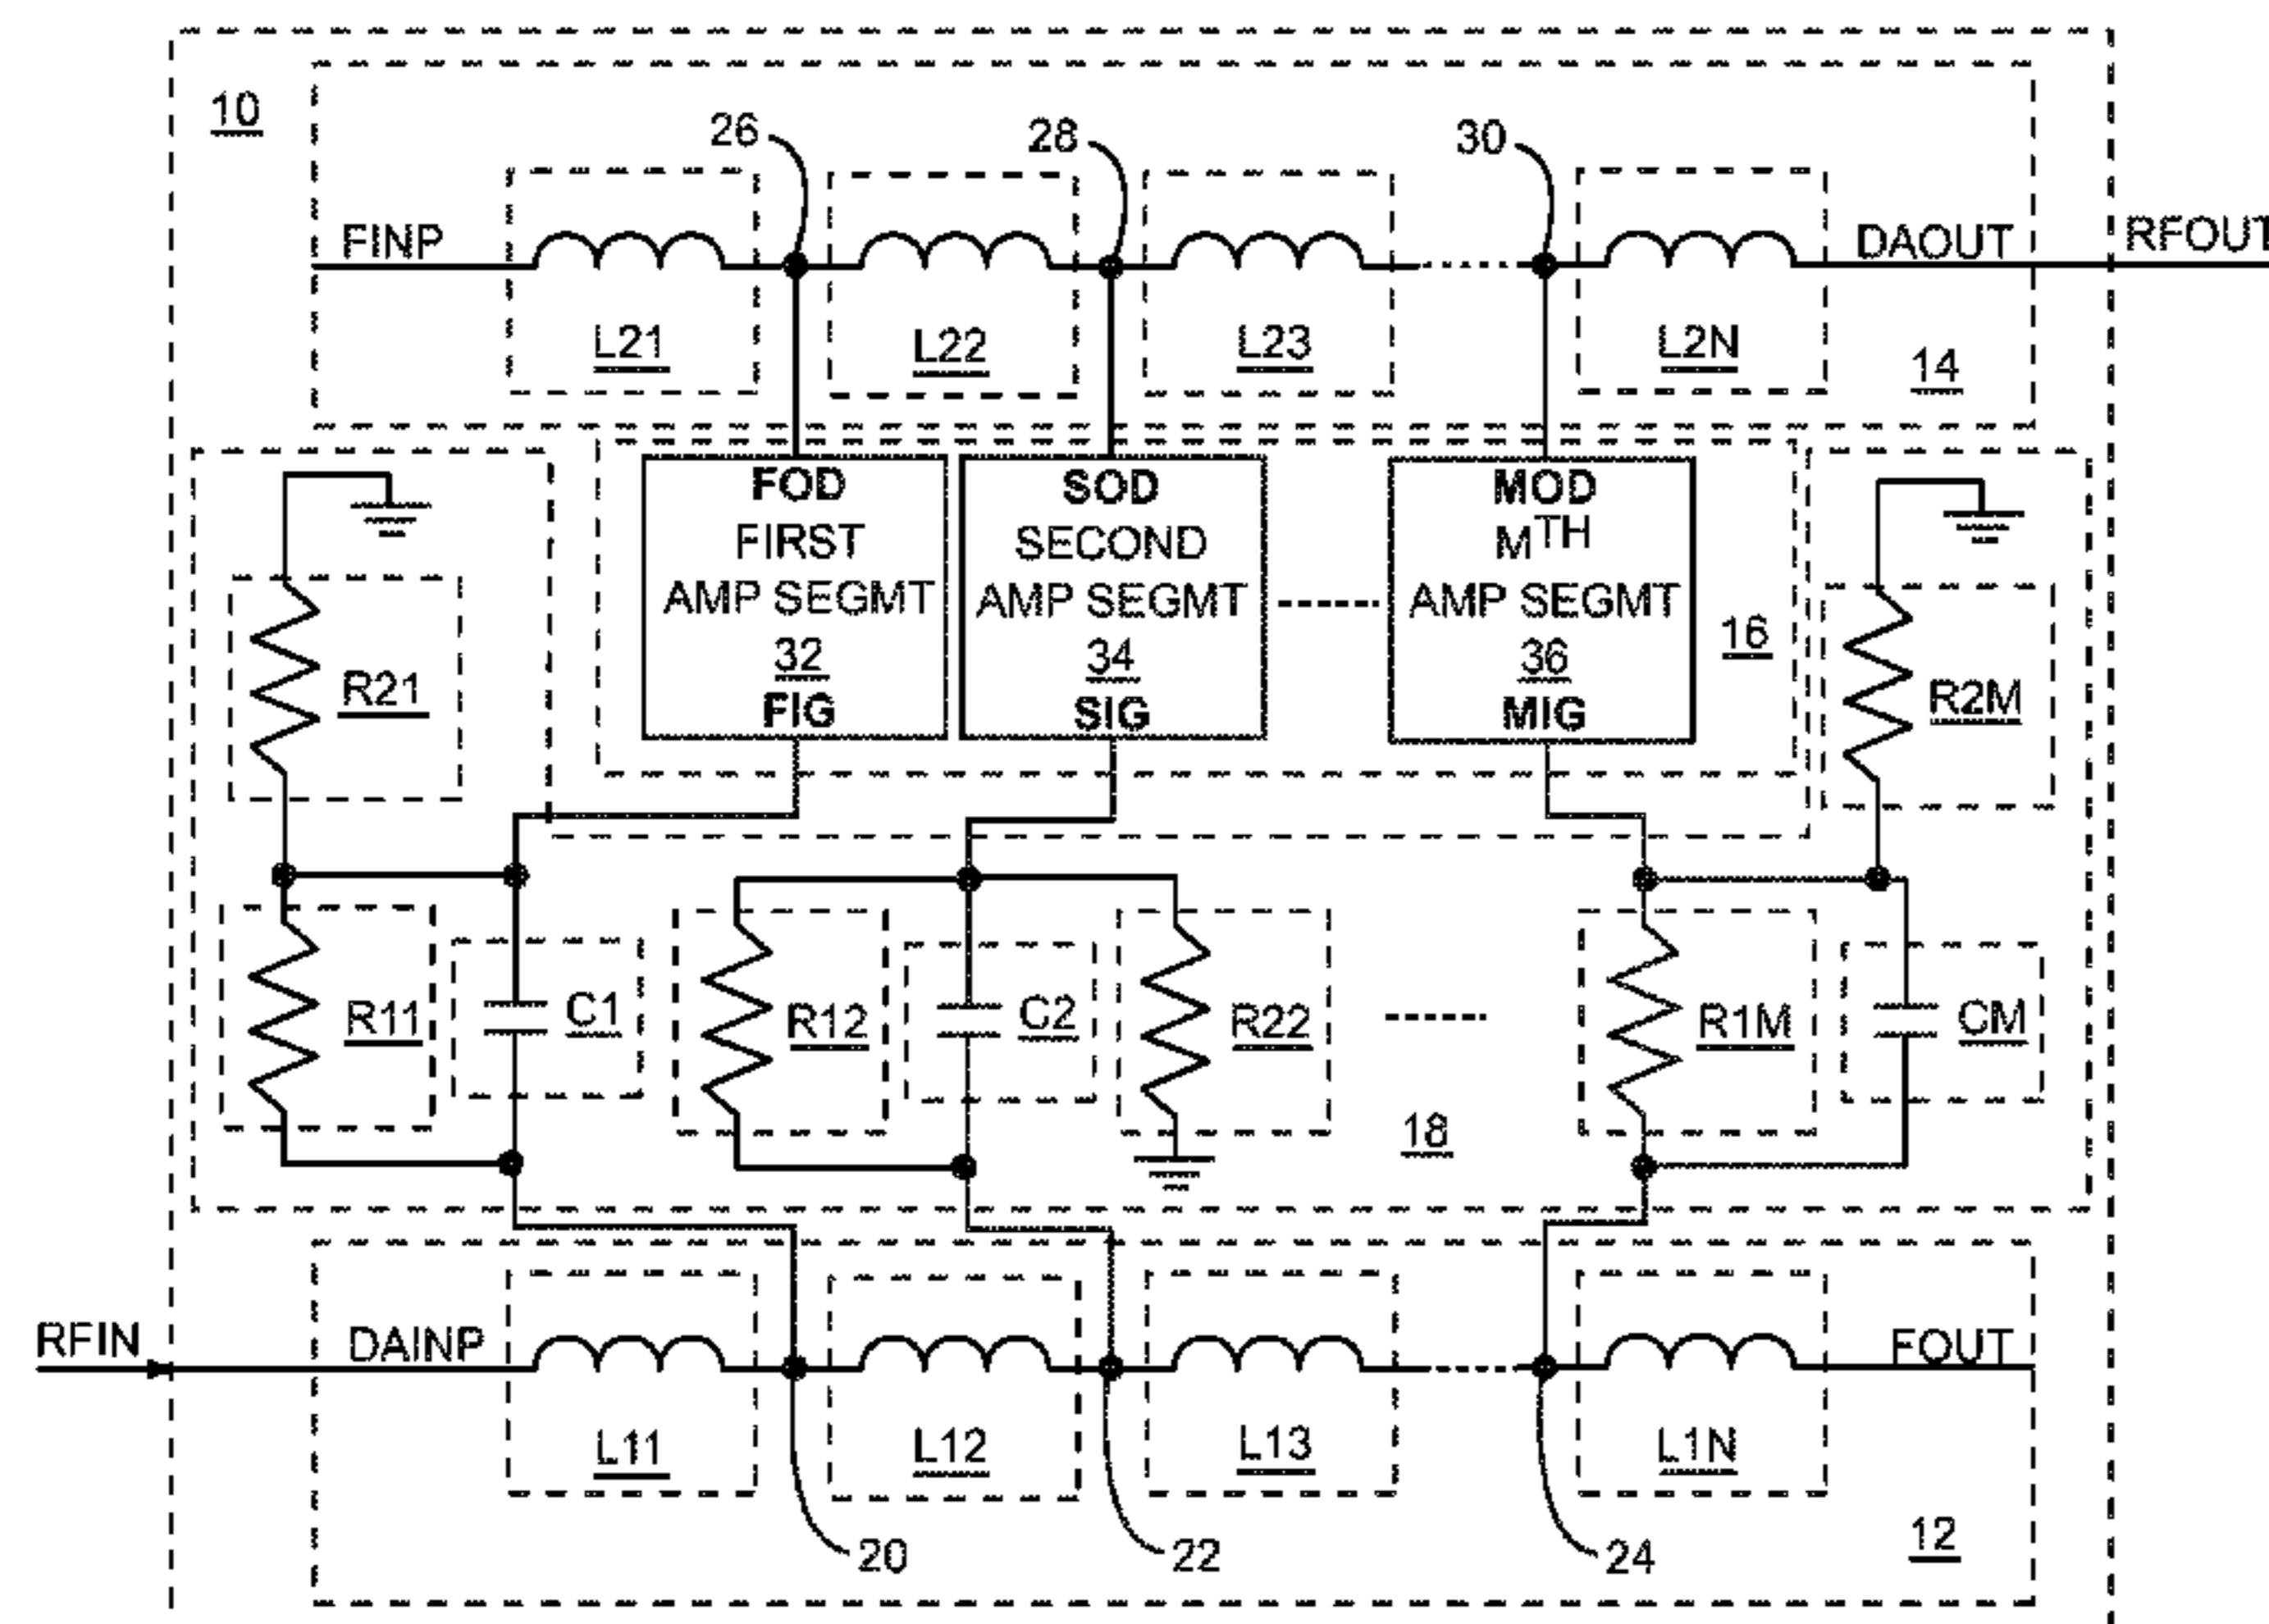 10
26
28
30
FINP
DAOUT
RFOUT
L21
L22
L23
L2N
14
FOD
FIRST
AMP SEGMT
32
FIG
SOD
SECOND
AMP SEGMT
34
SIG
MOD
MTH
AMP SEGMT
36
MIG
16
R21
R2M
R11
C1
R12
C2
R22
R1M
CM
18
RFIN
DAINP
FOUT
L11
L12
L13
L1N
20
22
24
12